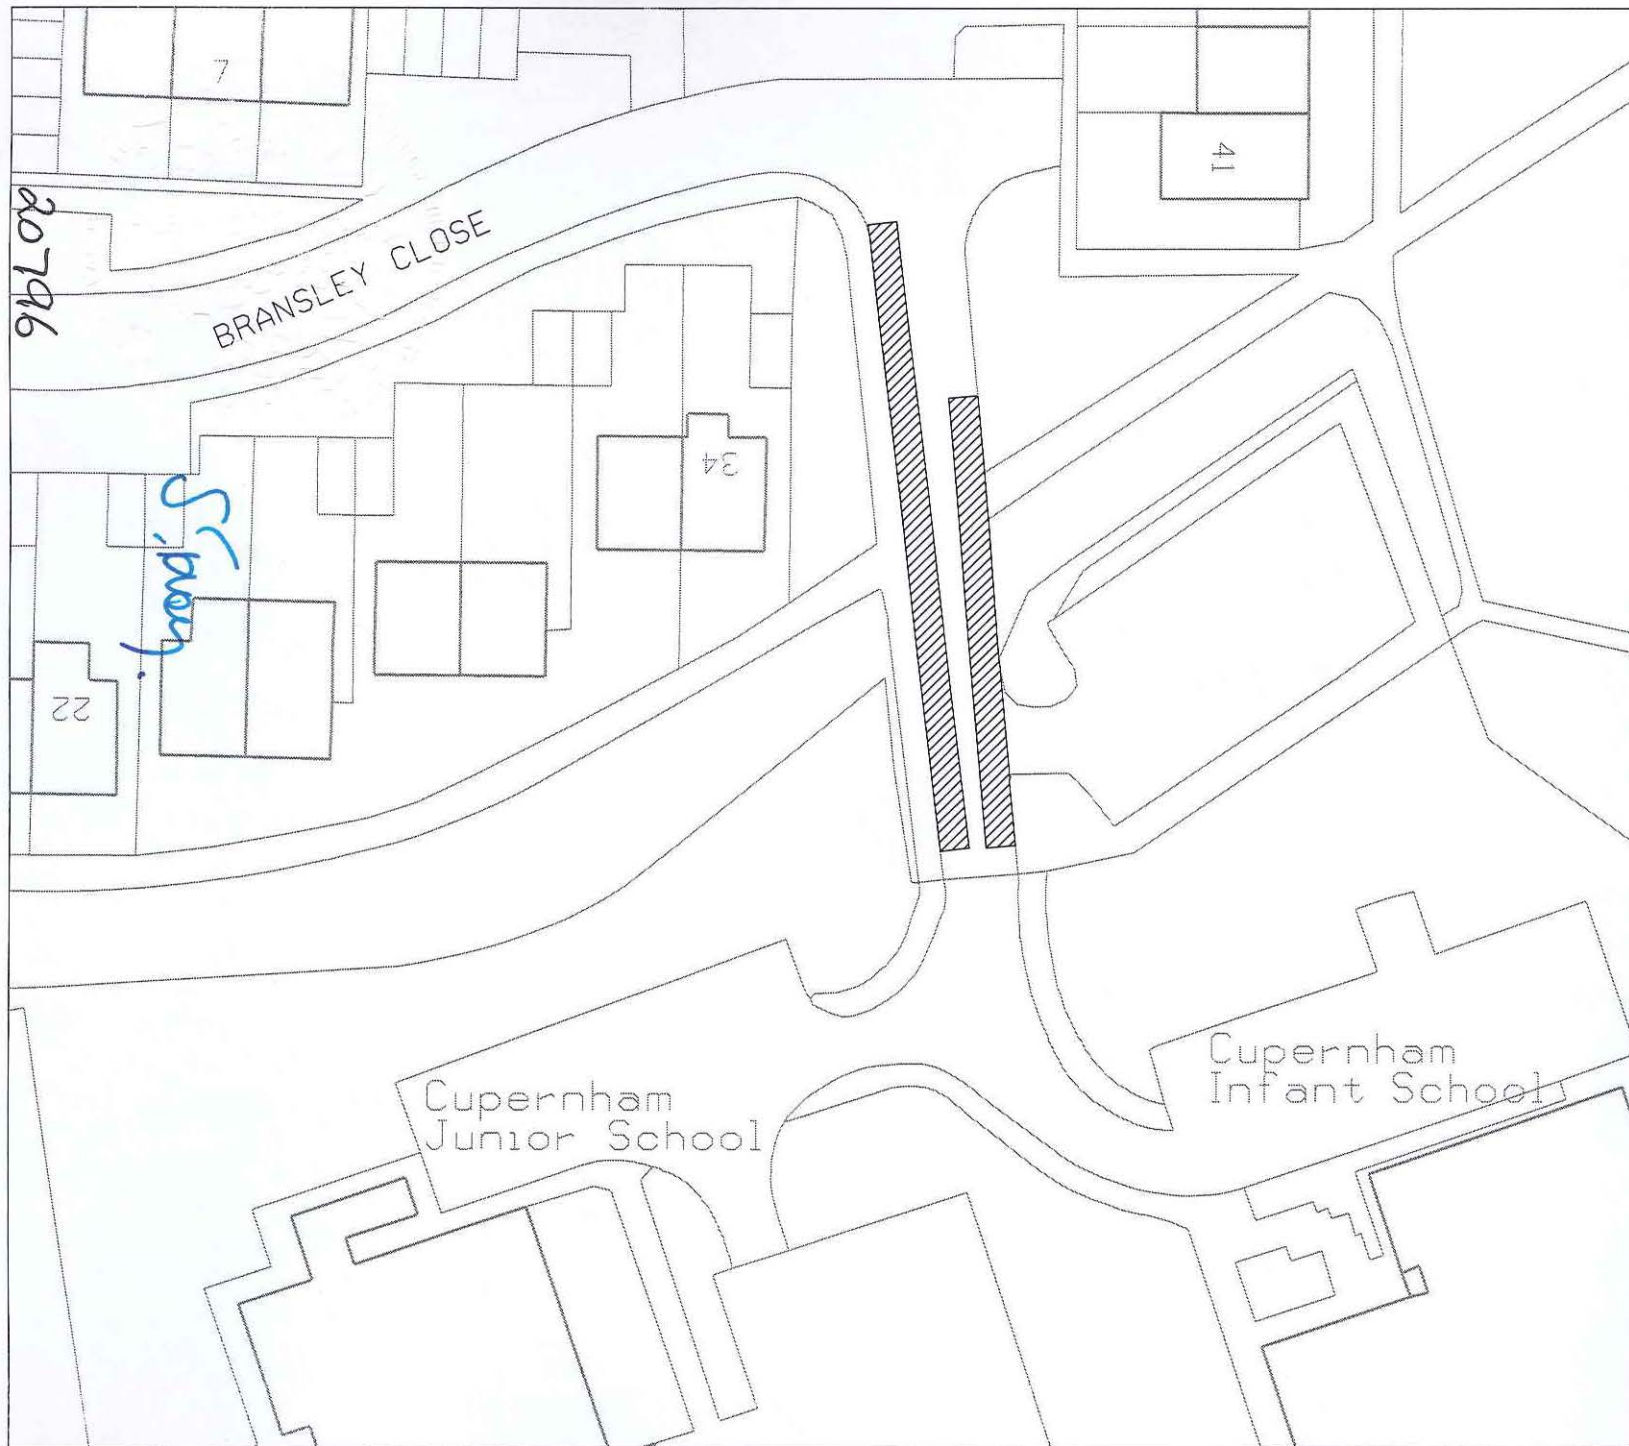 7
41
20796
BRANSLEY CLOSE
34
22
Cupernham
Infant School
Cupernham
Junior School